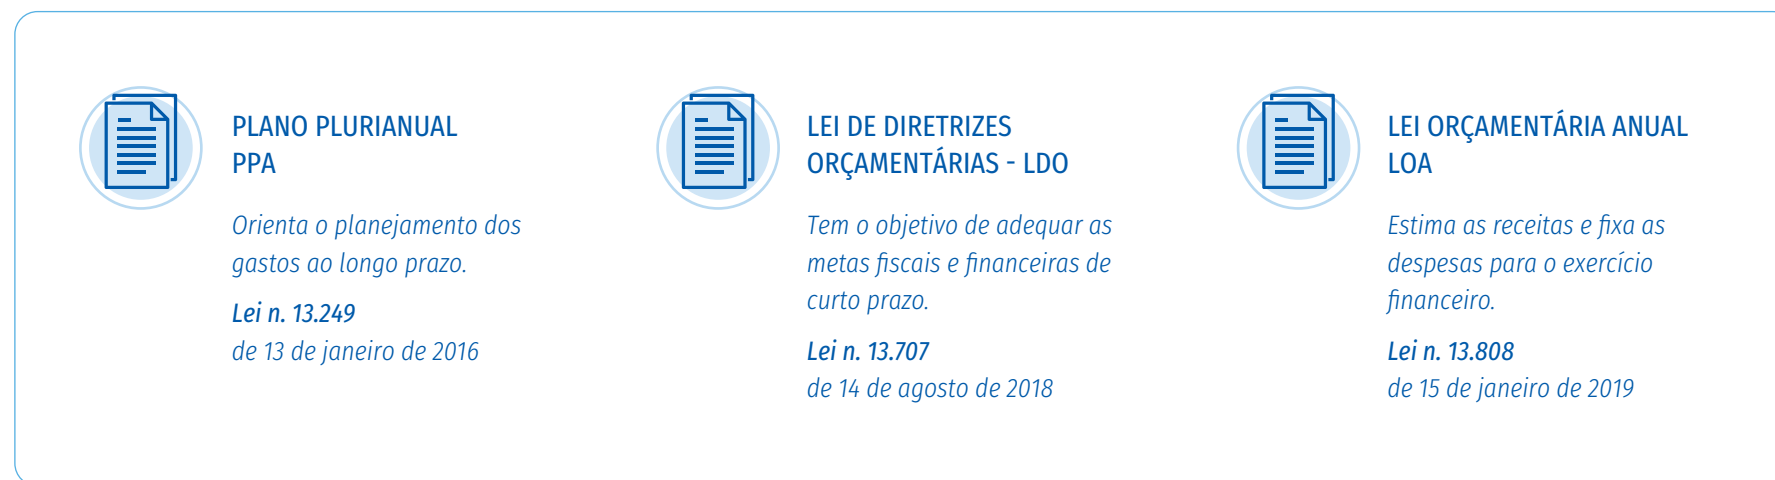 PLANO PLURIANUAL
PPA
Orienta o planejamento dos
gastos ao longo prazo.
Lei n. 13.249
de 13 de janeiro de 2016
LEI DE DIRETRIZES
ORÇAMENTÁRIAS - LDO
Tem o objetivo de adequar as
metas fiscais e financeiras de
curto prazo.
Lei n. 13.707
de 14 de agosto de 2018
LEI ORÇAMENTÁRIA ANUAL
LOA
Estima as receitas e fixa as
despesas para o exercício
financeiro.
Lei n. 13.808
de 15 de janeiro de 2019